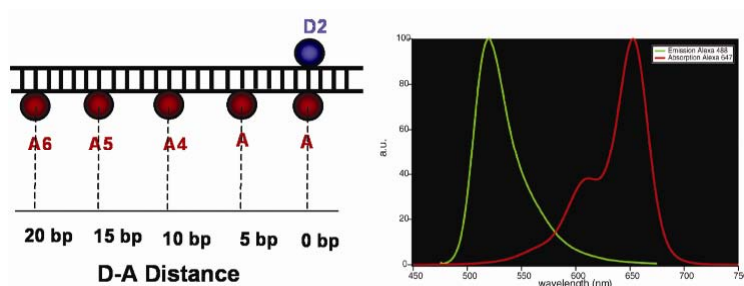 D2
A6 A5 A4 A A
20 bp 15 bp 10 bp 5 bp 0 bp
D-A Distance
100
80
60
40
20
0
a.u.
450 500 550 600 650 700 750
wavelength (nm)
Emission Alexa 488
Absorption Alexa 647